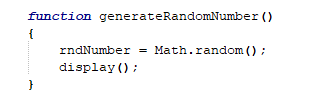 function generateRandomNumber()
{
    rndNumber = Math.random();
    display();
}